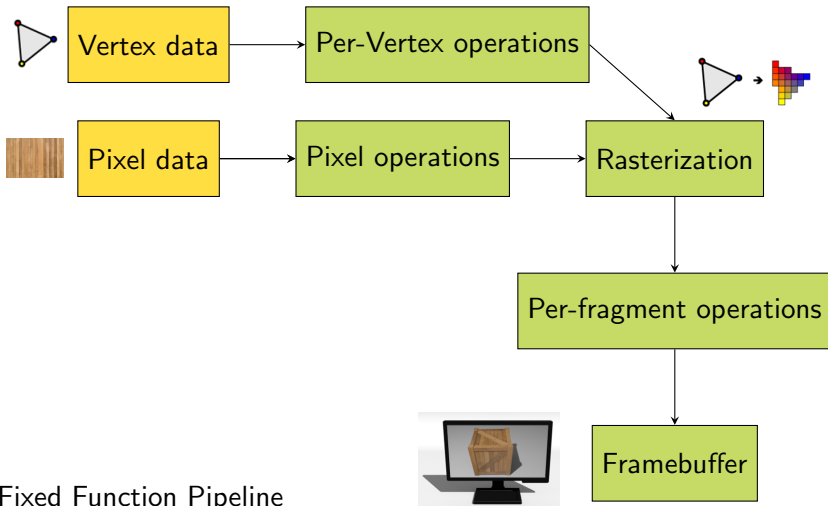 Vertex data
Per-Vertex operations
Pixel data
Pixel operations
Rasterization
Per-fragment operations
Framebuffer
Fixed Function Pipeline